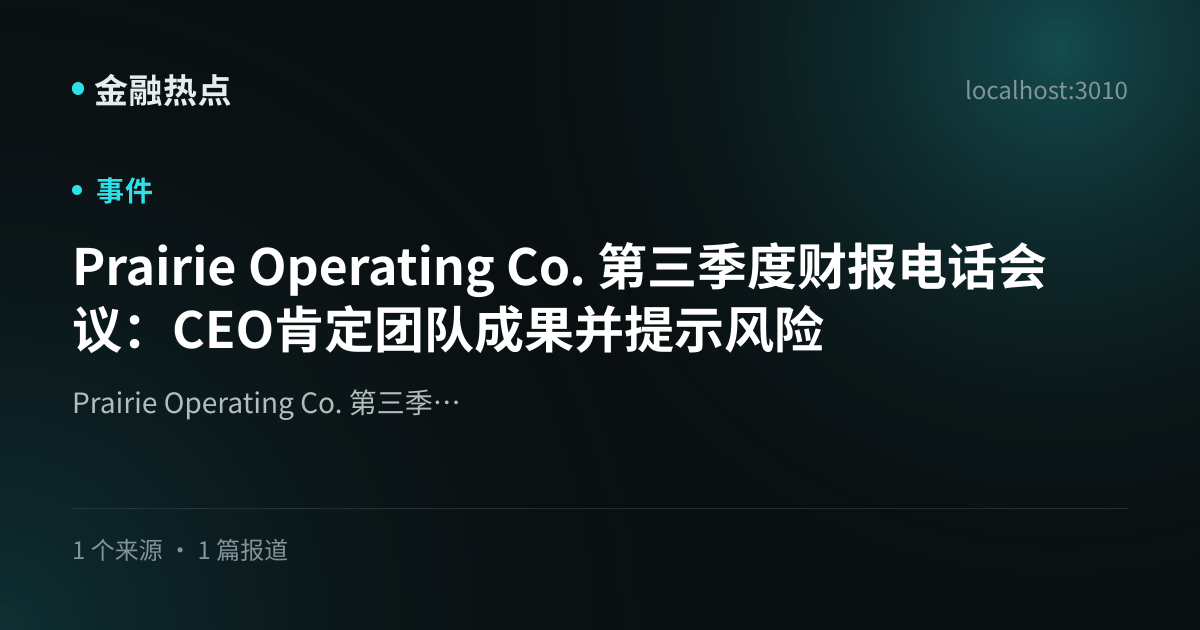 金融热点
localhost:3010
事件
Prairie Operating Co. 第三季度财报电话会
议：CEO肯定团队成果并提示风险
Prairie Operating Co. 第三季…
1 个来源 · 1 篇报道